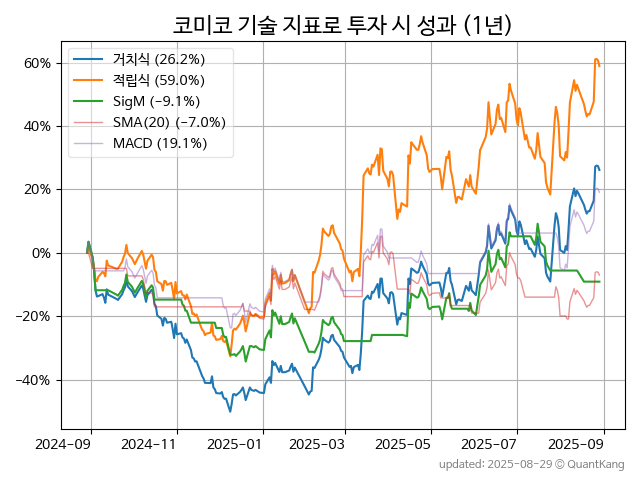 코미코 기술 지표로 투자 시 성과 (1년)
거치식 (26.2%)
적립식 (59.0%)
SigM (−9.1%)
SMA(20) (−7.0%)
MACD (19.1%)
60%
40%
20%
0%
−20%
−40%
2024-09
2024-11
2025-01
2025-03
2025-05
2025-07
2025-09
updated: 2025-08-29 © QuantKang